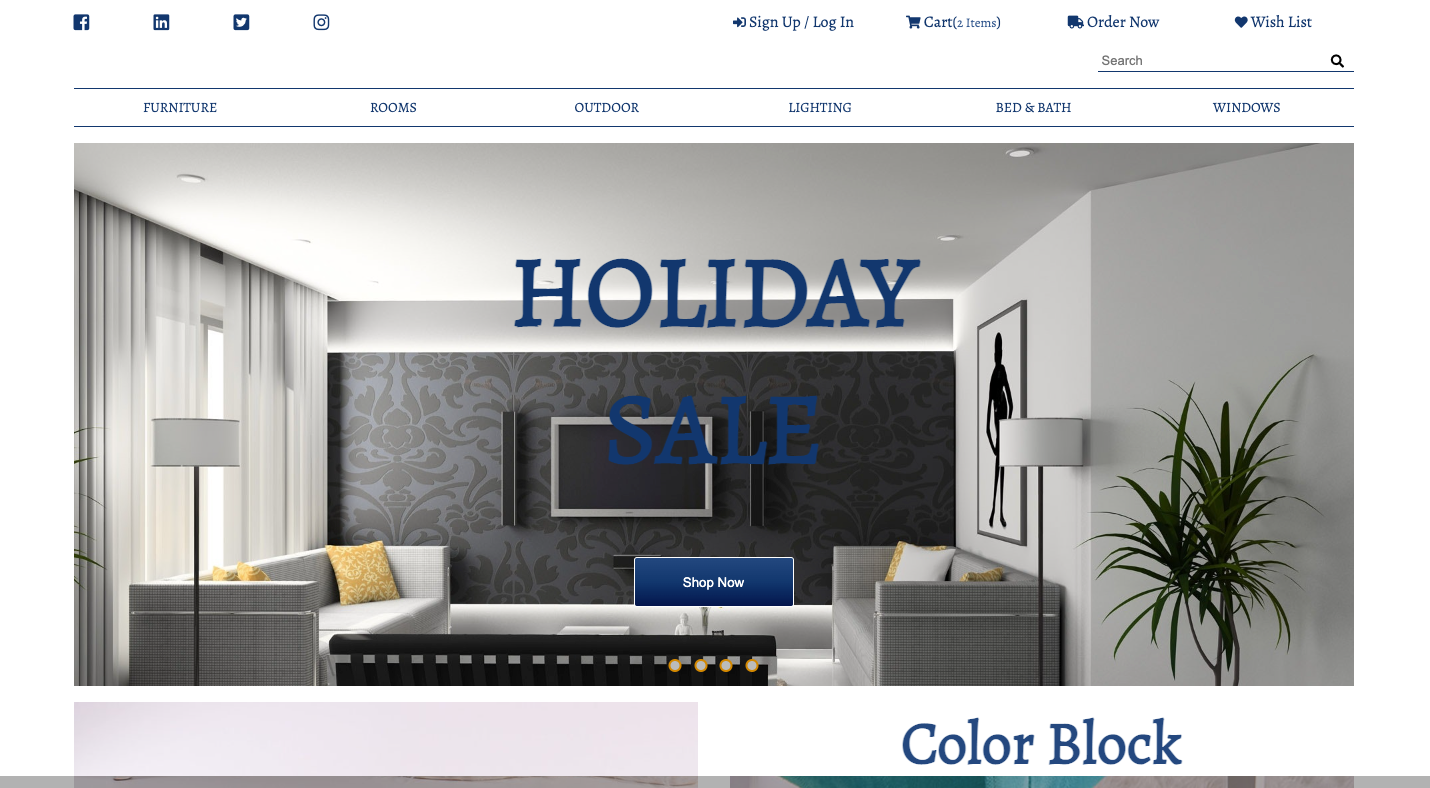 Sign Up / Log In Cart(2 Items) Order Now Wish List
Search
FURNITURE ROOMS OUTDOOR LIGHTING BED & BATH WINDOWS
HOLIDAY
SALE
Shop Now
Color Block